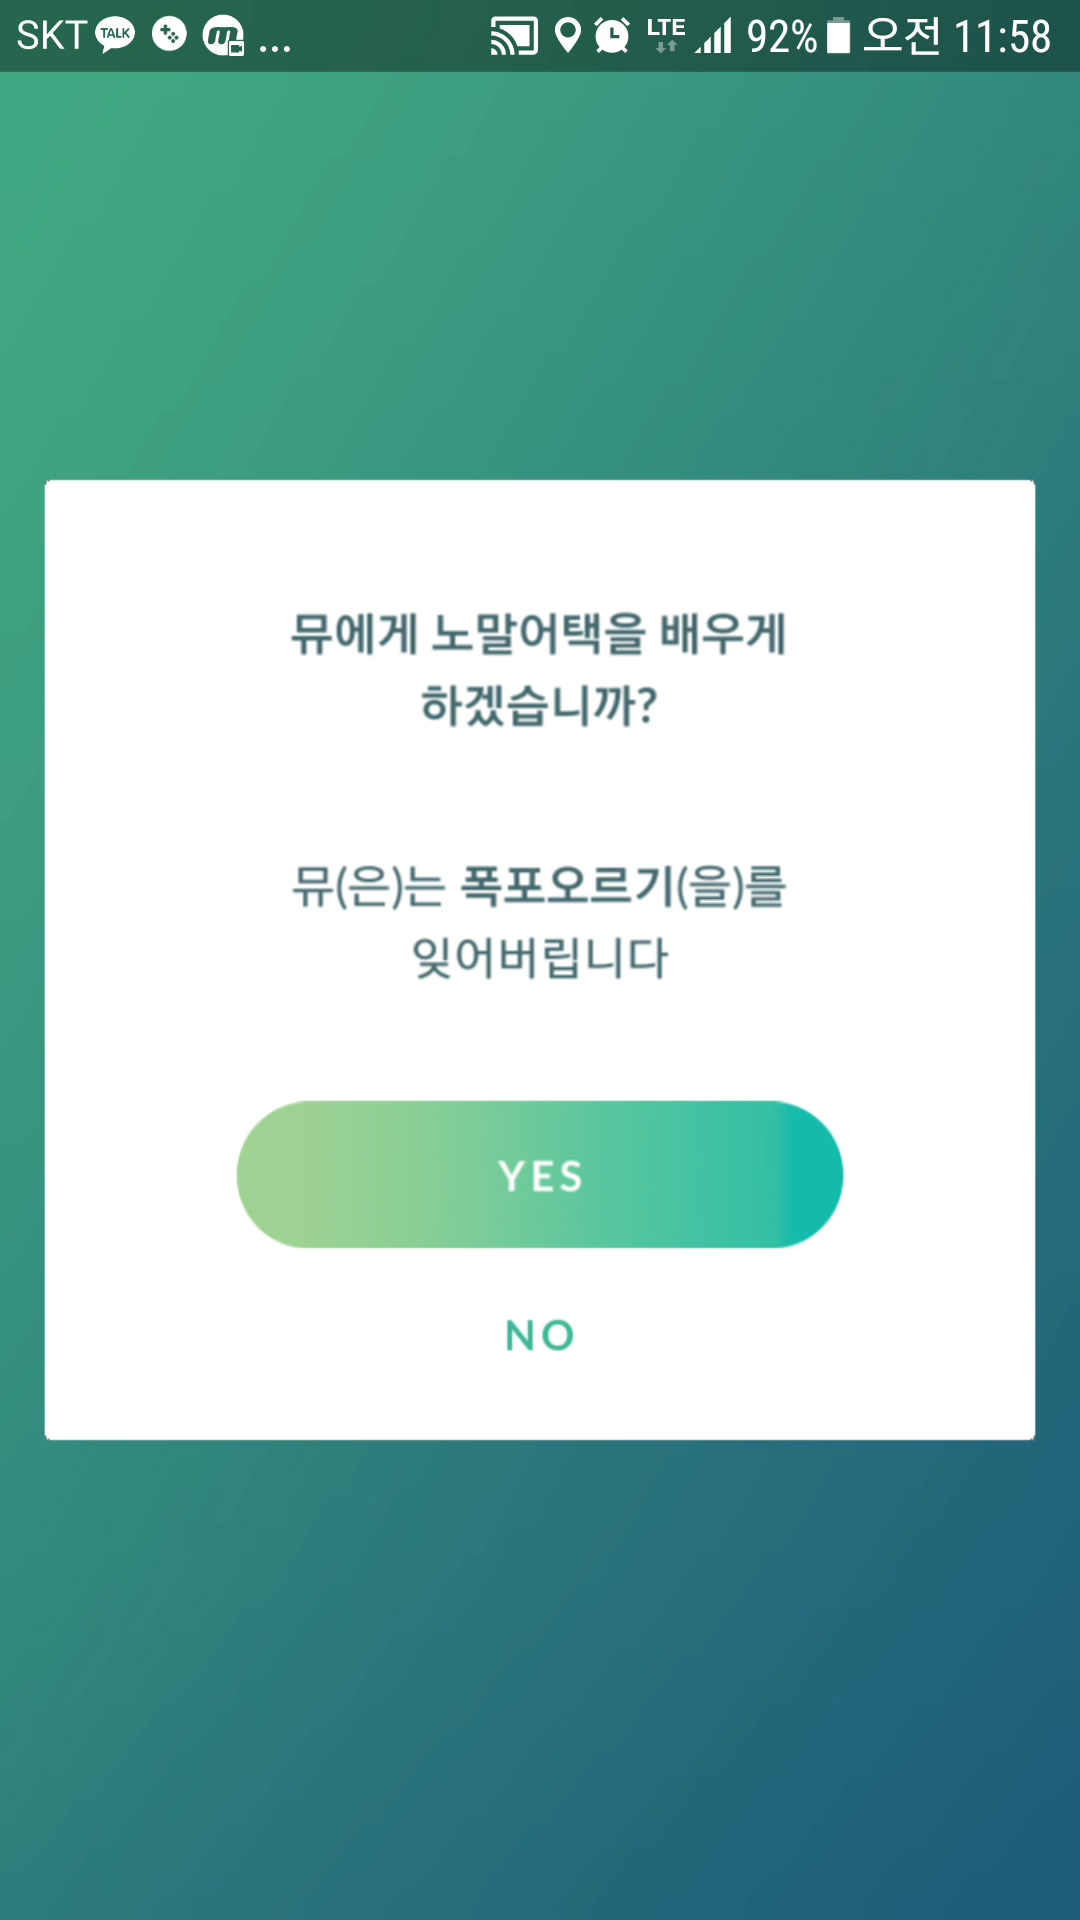 SKT TALK m ... LTE 92% 오전 11:58
뮤에게 노말어택을 배우게
하겠습니까?
뮤(은)는 폭포오르기(을)를
잊어버립니다
YES
NO